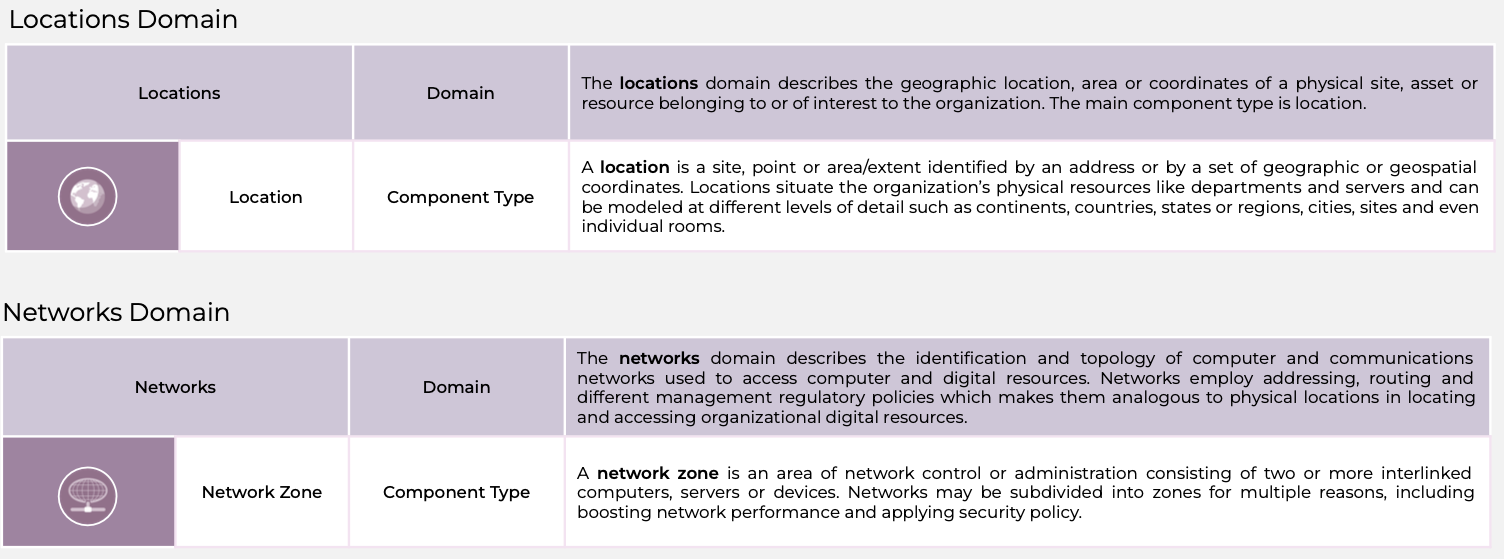 Locations Domain
Locations
Domain
The locations domain describes the geographic location, area or coordinates of a physical site, asset or
resource belonging to or of interest to the organization. The main component type is location.
Location
Component Type
A location is a site, point or area/extent identified by an address or by a set of geographic or geospatial
coordinates. Locations situate the organization’s physical resources like departments and servers and can
be modeled at different levels of detail such as continents, countries, states or regions, cities, sites and even
individual rooms.
Networks Domain
Networks
Domain
The networks domain describes the identification and topology of computer and communications
networks used to access computer and digital resources. Networks employ addressing, routing and
different management regulatory policies which makes them analogous to physical locations in locating
and accessing organizational digital resources.
Network Zone
Component Type
A network zone is an area of network control or administration consisting of two or more interlinked
computers, servers or devices. Networks may be subdivided into zones for multiple reasons, including
boosting network performance and applying security policy.